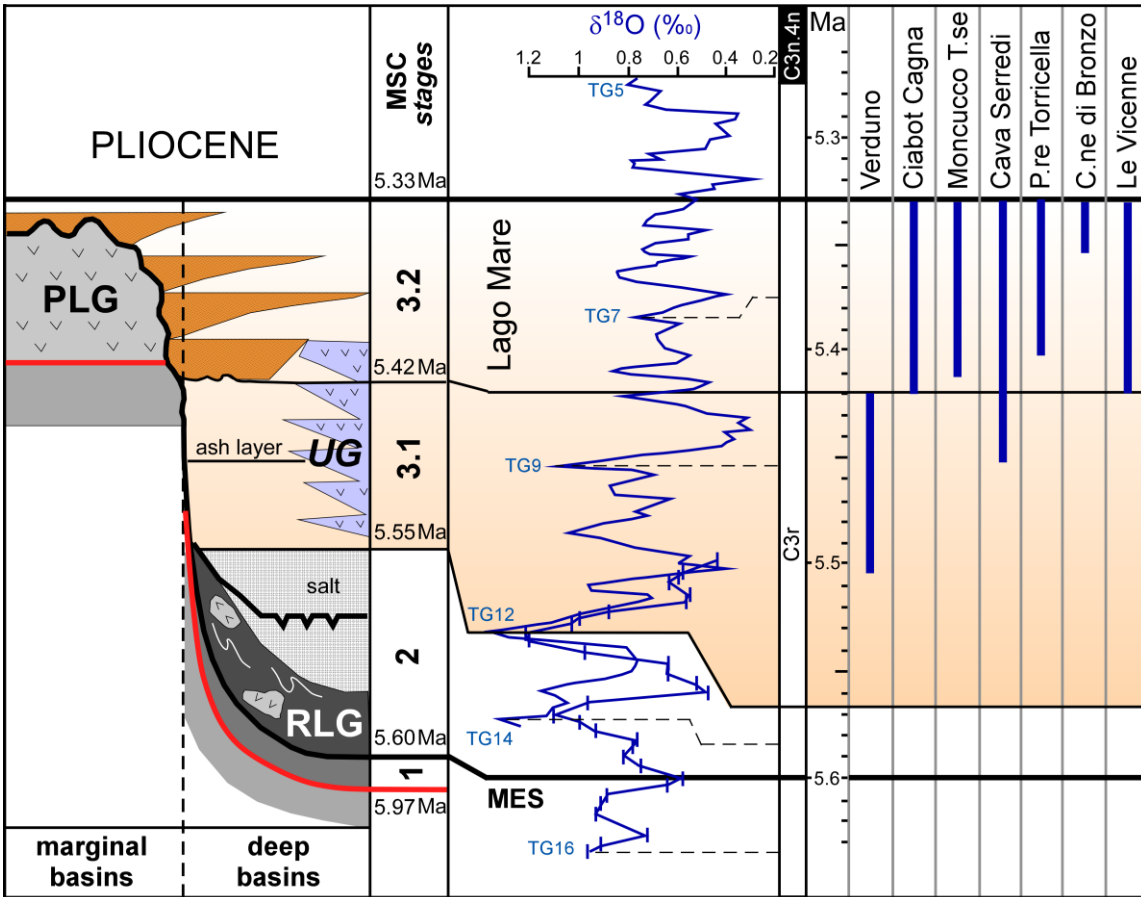 PLIOCENE
MSC
stages
5.33 Ma
PLG
3.2
5.42 Ma
ash layer
UG
3.1
5.55 Ma
salt
2
RLG
5.60 Ma
1
5.97 Ma
marginal
basins
deep
basins
δ18O (‰)
1.2 1 0.8 0.6 0.4 0.2
TG5
Lago Mare
TG7
TG9
TG12
TG14
MES
TG16
C3n.4n
C3r
Ma
5.3
5.4
5.5
5.6
Verduno
Ciabot Cagna
Moncucco T.se
Cava Serredi
P.re Torricella
C.ne di Bronzo
Le Vicenne